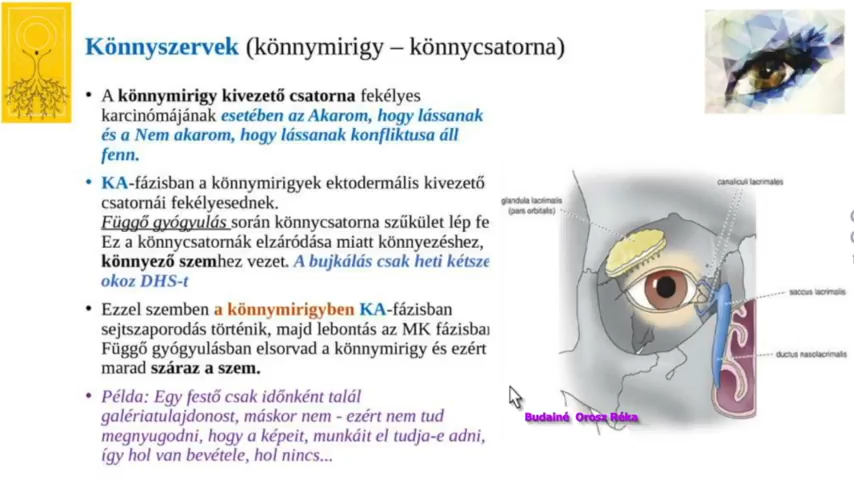 Könnyszervek (könnymirigy – könnycsatorna)
• A könnymirigy kivezető csatorna fekélyes
karcinómájának esetében az Akarom, hogy lássanak
és a Nem akarom, hogy lássanak konfliktusa áll
fenn.
• KA-fázisban a könnymirigyek ektodermális kivezető
csatornái fekélyesednek.
Függő gyógyulás során könnycsatorna szűkület lép fe
Ez a könnycsatornák elzáródása miatt könnyezéshez,
könnyező szemhez vezet. A bujkálás csak heti kétsze
okoz DHS-t
• Ezzel szemben a könnymirigyben KA-fázisban
sejtszaporodás történik, majd lebontás az MK fázisba
Függő gyógyulásban elsorvad a könnymirigy és ezért
marad száraz a szem.
• Példa: Egy festő csak időnként talál
galériatulajdonost, máskor nem - ezért nem tud
megnyugodni, hogy a képeit, munkáit el tudja-e adni,
így hol van bevétele, hol nincs...
canaliculi lacrimales
glandula lacrimalis
(pars orbitalis)
saccus lacrimalis
ductus nasolacrimalis
Budainé Orosz Réka